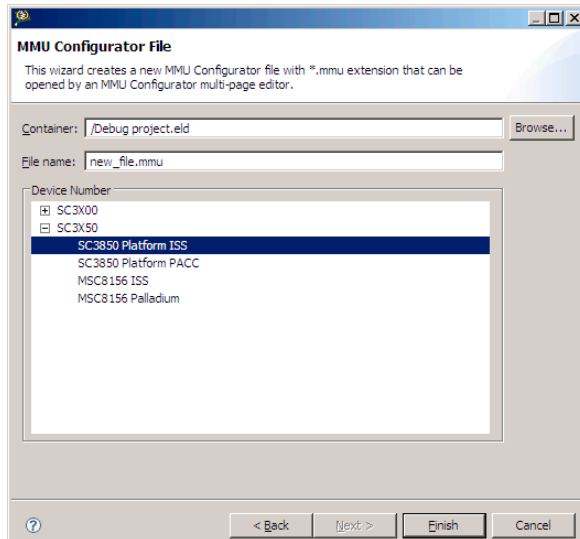 MMU Configurator File
This wizard creates a new MMU Configurator file with *.mmu extension that can be
opened by an MMU Configurator multi-page editor.
Container: /Debug project.eld Browse...
File name: new_file.mmu
Device Number
SC3X00
SC3X50
SC3850 Platform ISS
SC3850 Platform PACC
MSC8156 ISS
MSC8156 Palladium
< Back Next > Finish Cancel